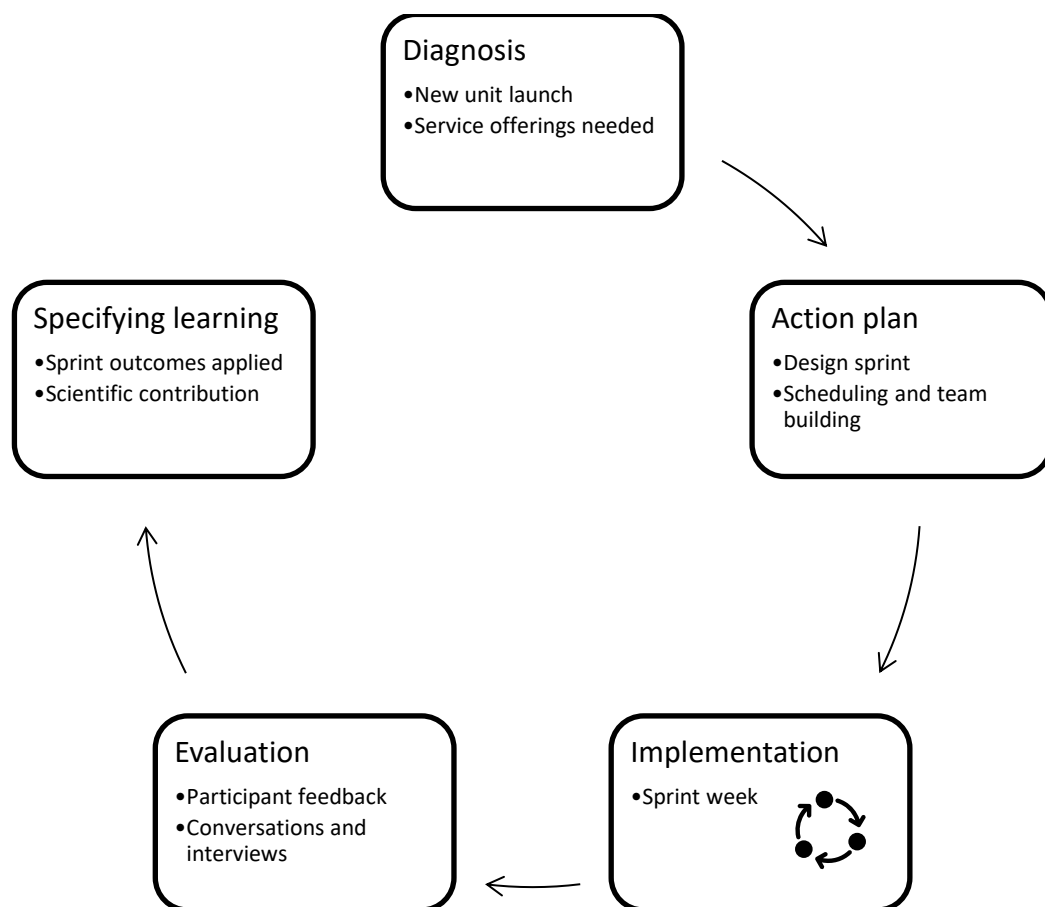 Diagnosis
•New unit launch
•Service offerings needed
Action plan
•Design sprint
•Scheduling and team
building
Implementation
•Sprint week
Evaluation
•Participant feedback
•Conversations and
interviews
Specifying learning
•Sprint outcomes applied
•Scientific contribution